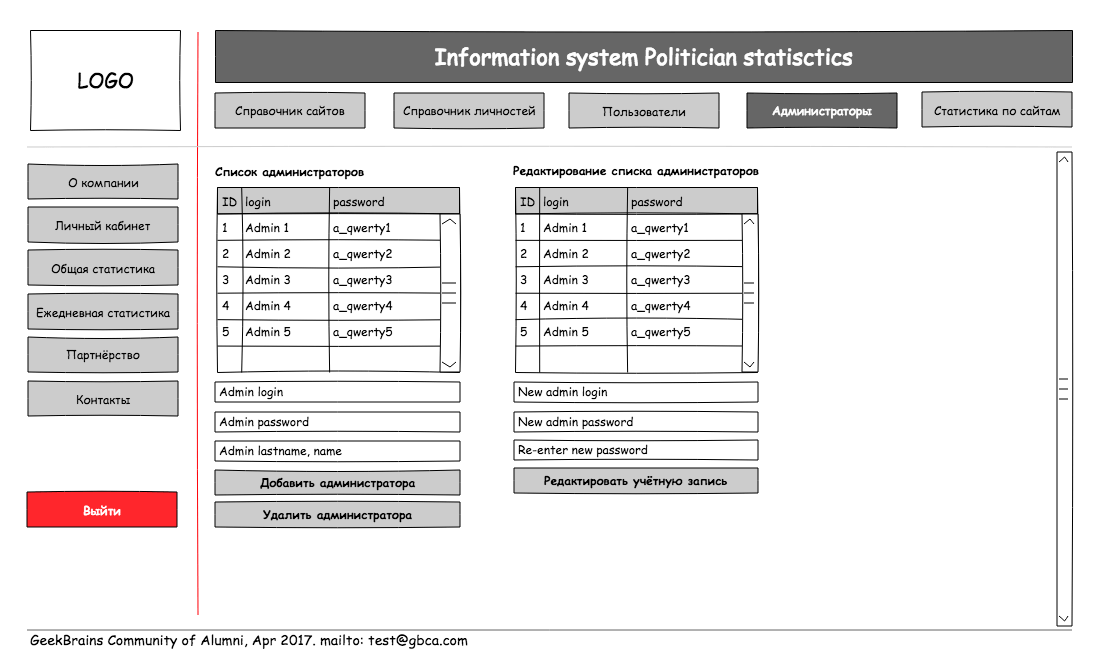 LOGO
Information system Politician statisctics
Справочник сайтов
Справочник личностей
Пользователи
Администраторы
Статистика по сайтам
О компании
Личный кабинет
Общая статистика
Ежедневная статистика
Партнёрство
Контакты
Выйти
Список администраторов
ID login password
1 Admin 1 a_qwerty1
2 Admin 2 a_qwerty2
3 Admin 3 a_qwerty3
4 Admin 4 a_qwerty4
5 Admin 5 a_qwerty5
Admin login
Admin password
Admin lastname, name
Добавить администратора
Удалить администратора
Редактирование списка администраторов
ID login password
1 Admin 1 a_qwerty1
2 Admin 2 a_qwerty2
3 Admin 3 a_qwerty3
4 Admin 4 a_qwerty4
5 Admin 5 a_qwerty5
New admin login
New admin password
Re-enter new password
Редактировать учётную запись
GeekBrains Community of Alumni, Apr 2017. mailto: test@gbca.com